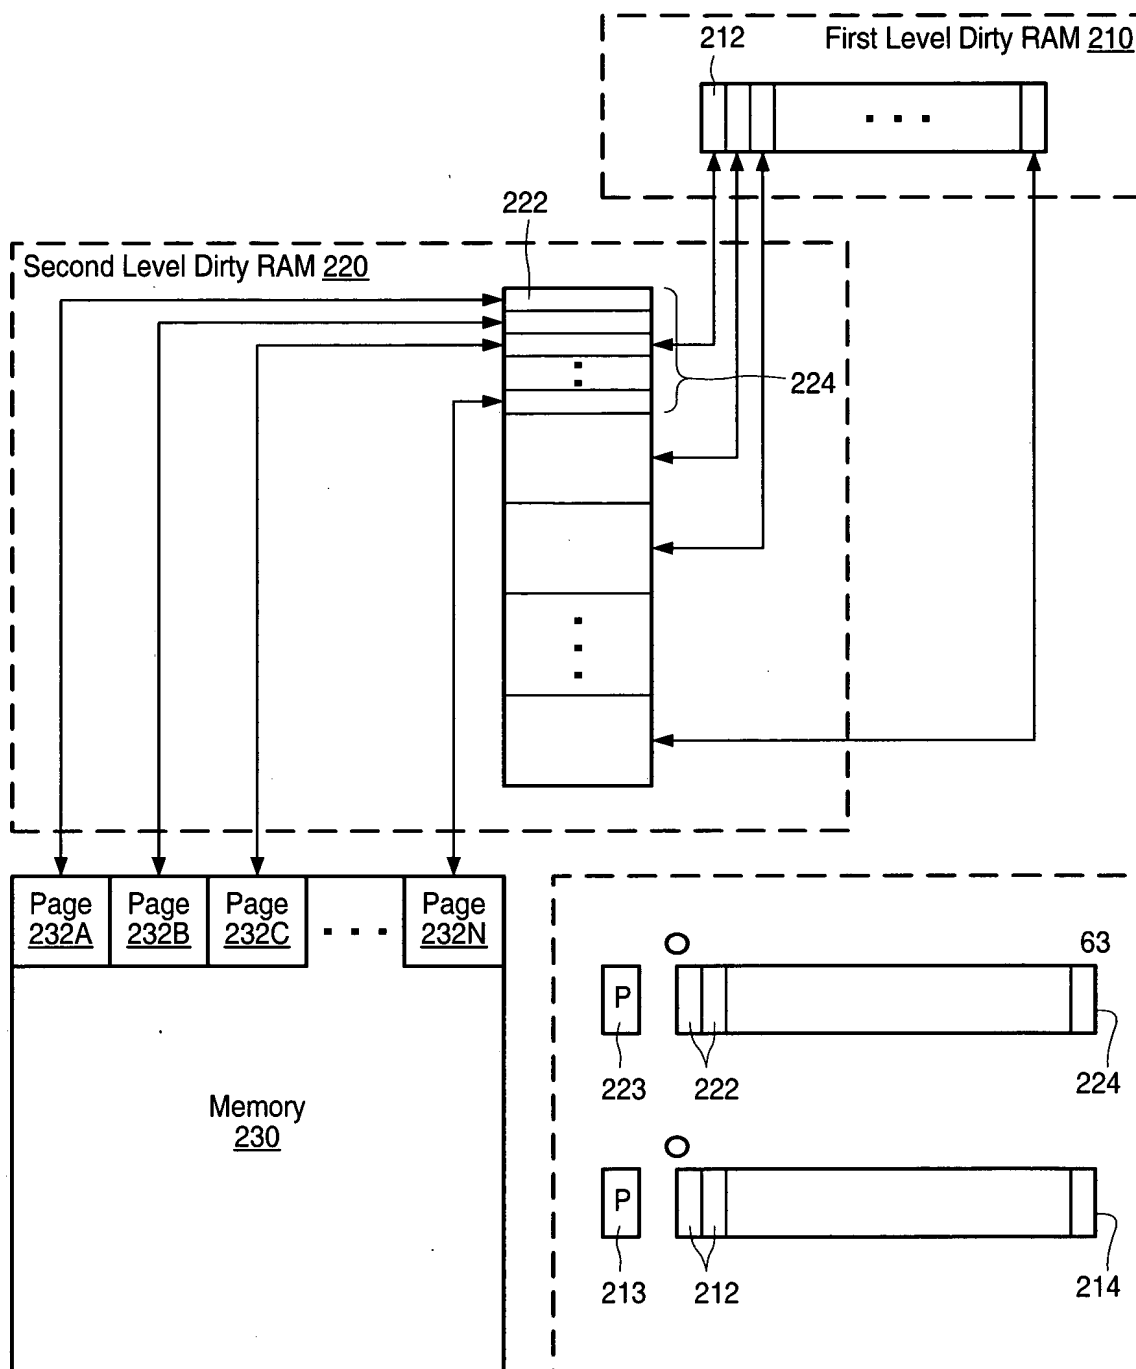 212
First Level Dirty RAM 210
222
Second Level Dirty RAM 220
224
Page 232A
Page 232B
Page 232C
Page 232N
Memory 230
0
63
P
223
222
224
0
P
213
212
214